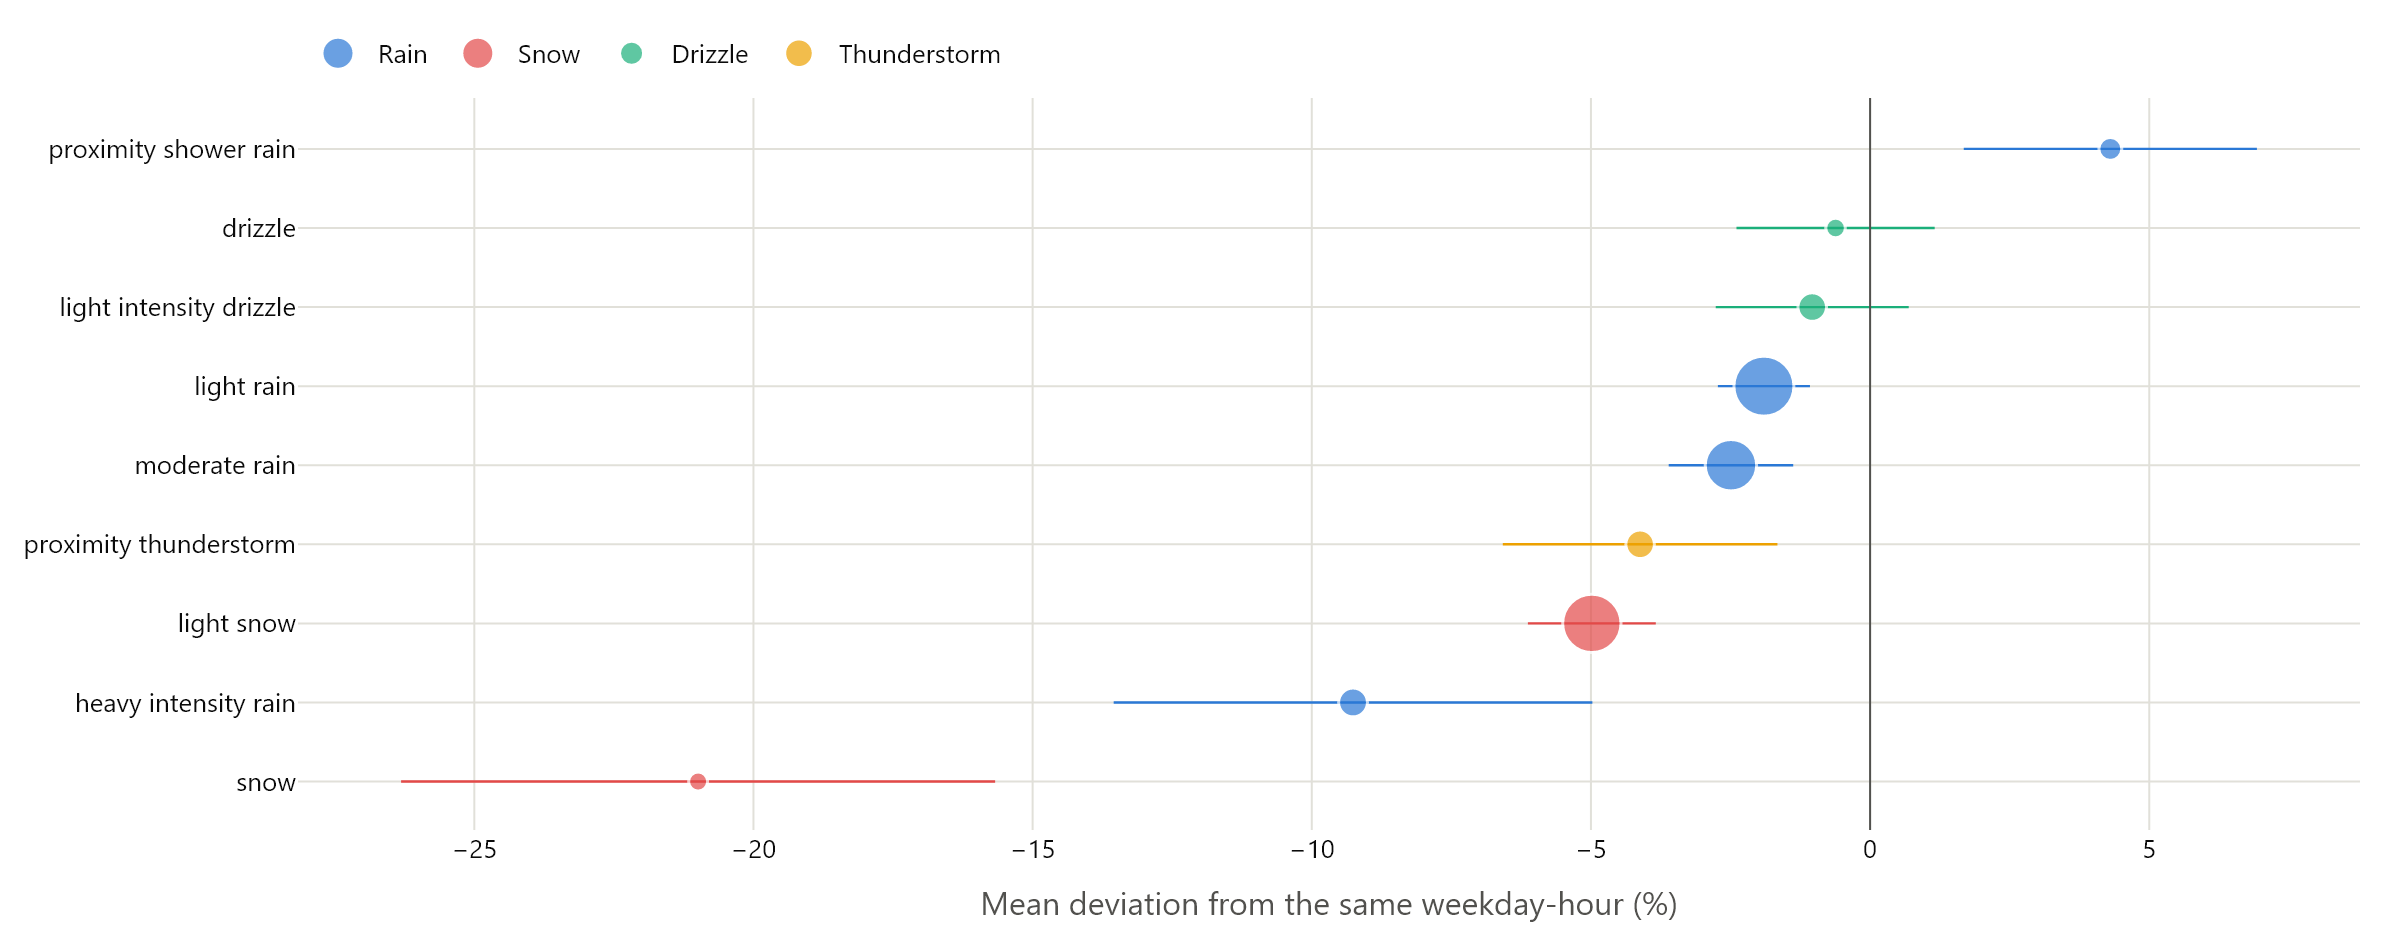 Rain Snow Drizzle Thunderstorm
proximity shower rain
drizzle
light intensity drizzle
light rain
moderate rain
proximity thunderstorm
light snow
heavy intensity rain
snow
−25 −20 −15 −10 −5 0 5
Mean deviation from the same weekday-hour (%)